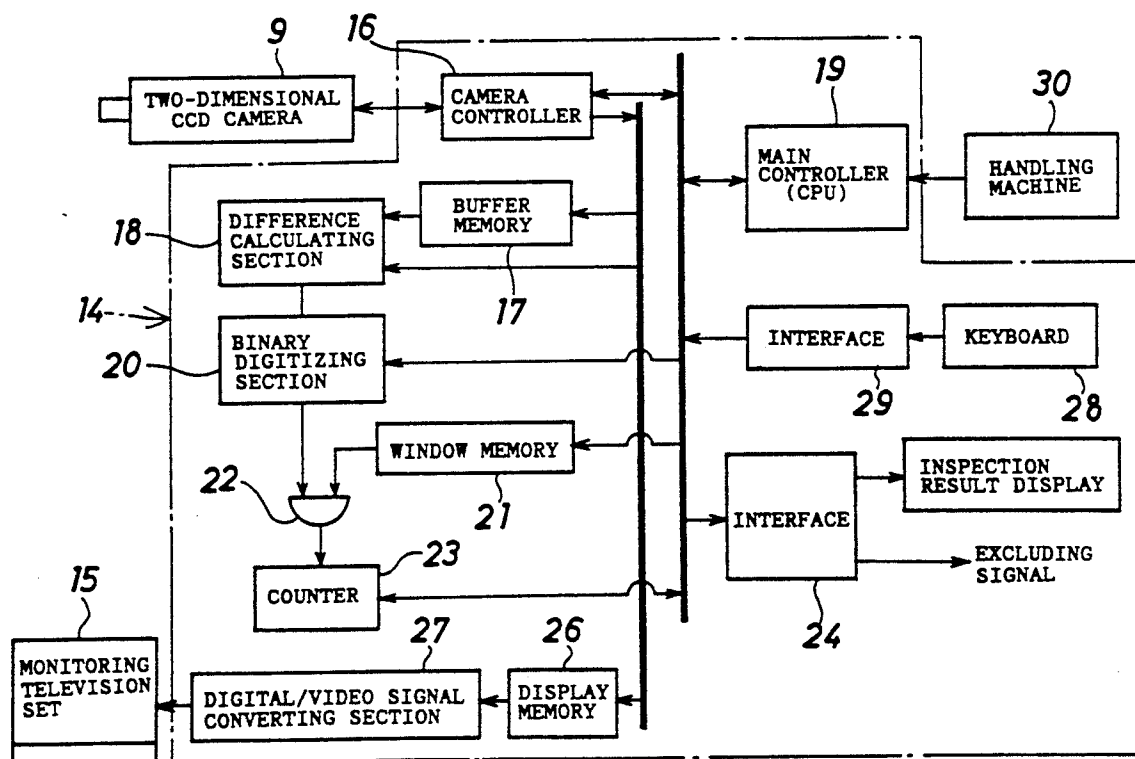 9
16
TWO-DIMENSIONAL
CCD CAMERA
CAMERA
CONTROLLER
19
30
MAIN
CONTROLLER
(CPU)
HANDLING
MACHINE
18
DIFFERENCE
CALCULATING
SECTION
BUFFER
MEMORY
17
14
20
BINARY
DIGITIZING
SECTION
INTERFACE
29
KEYBOARD
28
WINDOW MEMORY
21
22
INTERFACE
24
INSPECTION
RESULT DISPLAY
EXCLUDING
SIGNAL
23
COUNTER
15
MONITORING
TELEVISION
SET
27
DIGITAL/VIDEO SIGNAL
CONVERTING SECTION
26
DISPLAY
MEMORY